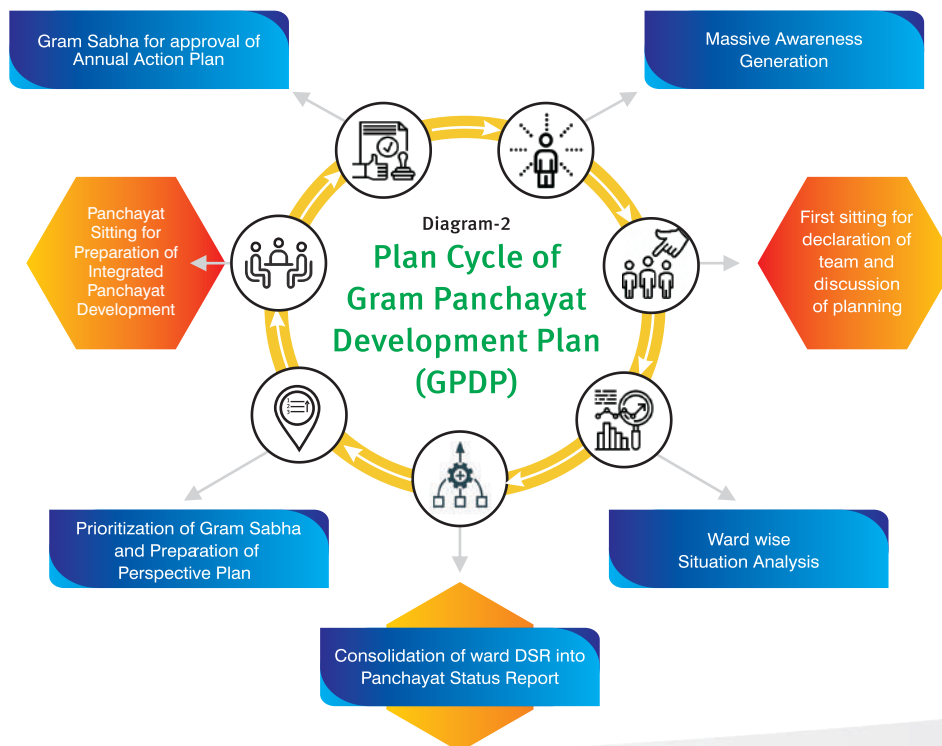 Gram Sabha for approval of
Annual Action Plan
Massive Awareness
Generation
Panchayat
Sitting for
Preparation of
Integrated
Panchayat
Development
Diagram-2
Plan Cycle of
Gram Panchayat
Development Plan
(GPDP)
First sitting for
declaration of
team and
discussion
of planning
Prioritization of Gram Sabha
and Preparation of
Perspective Plan
Ward wise
Situation Analysis
Consolidation of ward DSR into
Panchayat Status Report